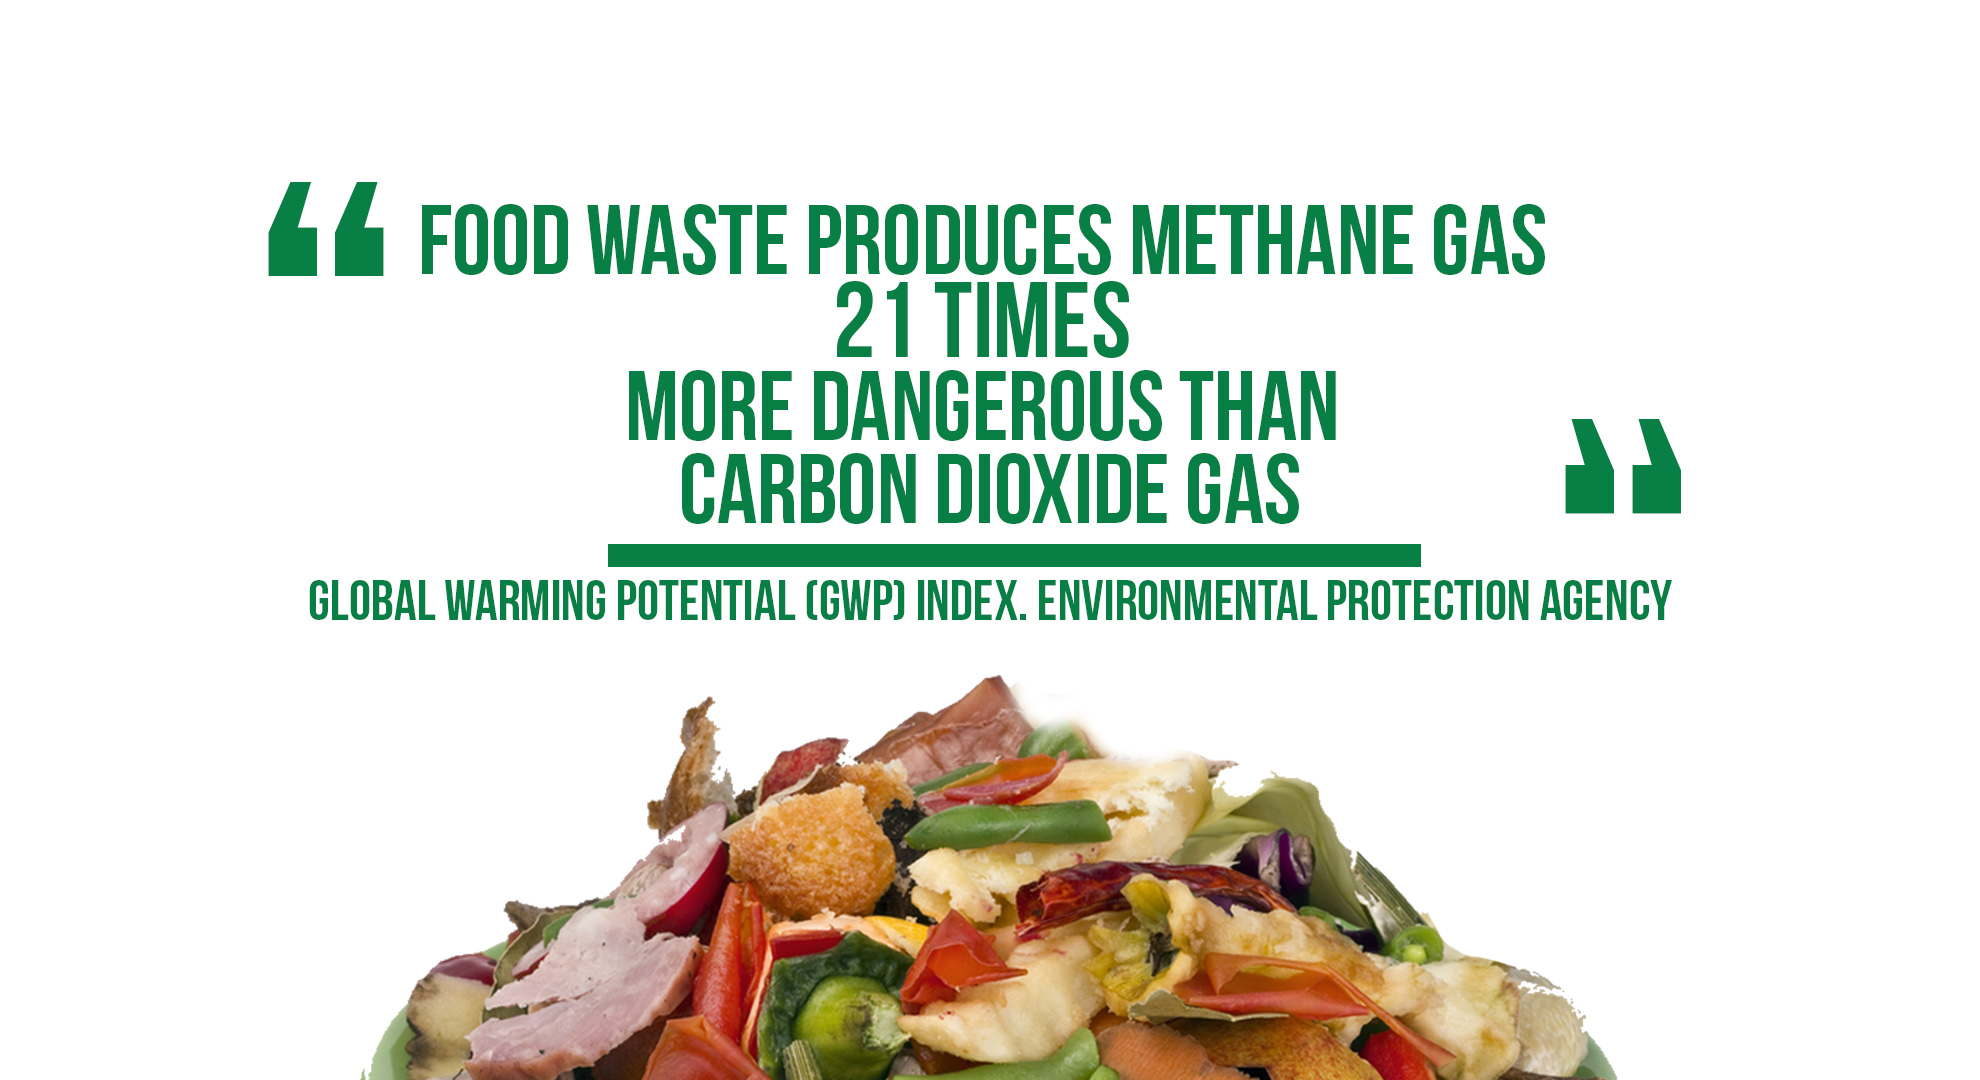 “ FOOD WASTE PRODUCES METHANE GAS
21 TIMES
MORE DANGEROUS THAN
CARBON DIOXIDE GAS ”
GLOBAL WARMING POTENTIAL (GWP) INDEX. ENVIRONMENTAL PROTECTION AGENCY